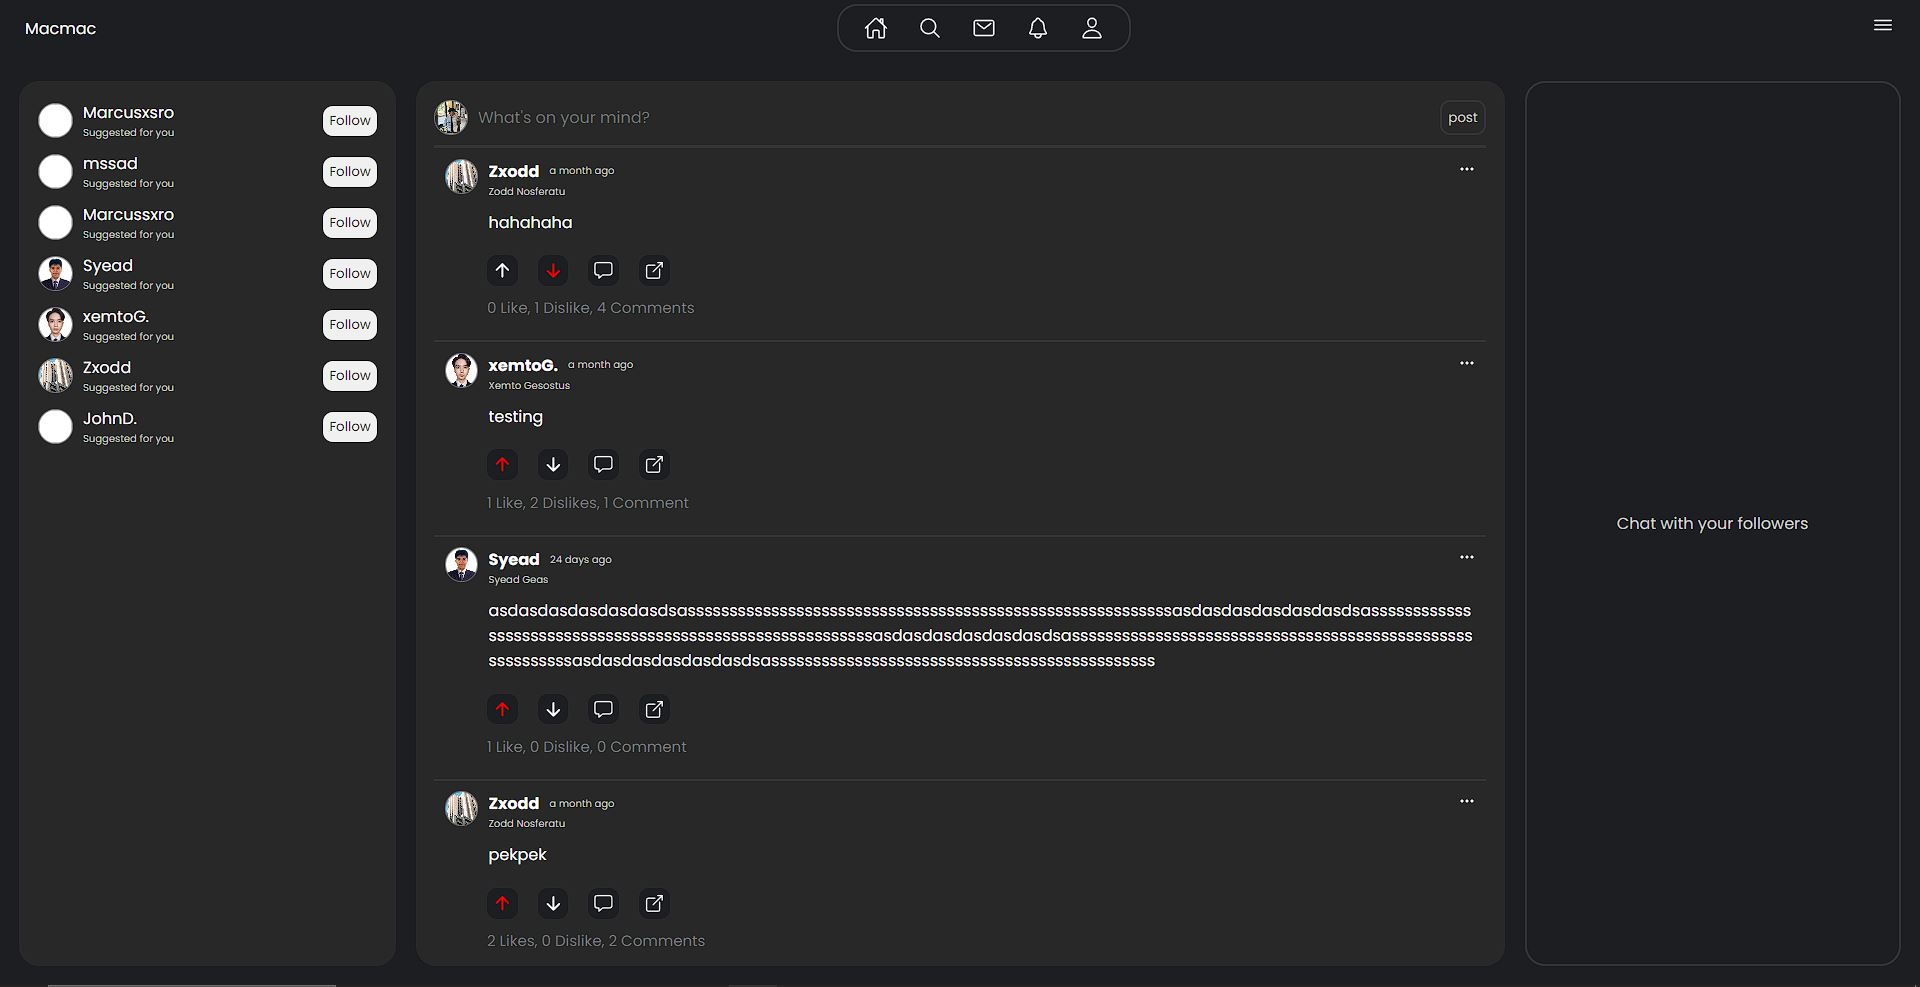 Macmac
Marcusxsro
Suggested for you
Follow
mssad
Suggested for you
Follow
Marcussxro
Suggested for you
Follow
Syead
Suggested for you
Follow
xemtoG.
Suggested for you
Follow
Zxodd
Suggested for you
Follow
JohnD.
Suggested for you
Follow
What's on your mind?
post
Zxodd a month ago
Zodd Nosferatu
hahahaha
0 Like, 1 Dislike, 4 Comments
xemtoG. a month ago
Xemto Gesostus
testing
1 Like, 2 Dislikes, 1 Comment
Syead 24 days ago
Syead Geas
asdasdasdasdasdasdsasssssssssssssssssssssssssssssssssssssssssssssssssssssssssssasdasdasdasdasdasdsassssssssssss
ssssssssssssssssssssssssssssssssssssssssssssssasdasdasdasdasdasdsasssssssssssssssssssssssssssssssssssssssssssssss
ssssssssssasdasdasdasdasdasdsassssssssssssssssssssssssssssssssssssssssssssss
1 Like, 0 Dislike, 0 Comment
Zxodd a month ago
Zodd Nosferatu
pekpek
2 Likes, 0 Dislike, 2 Comments
Chat with your followers